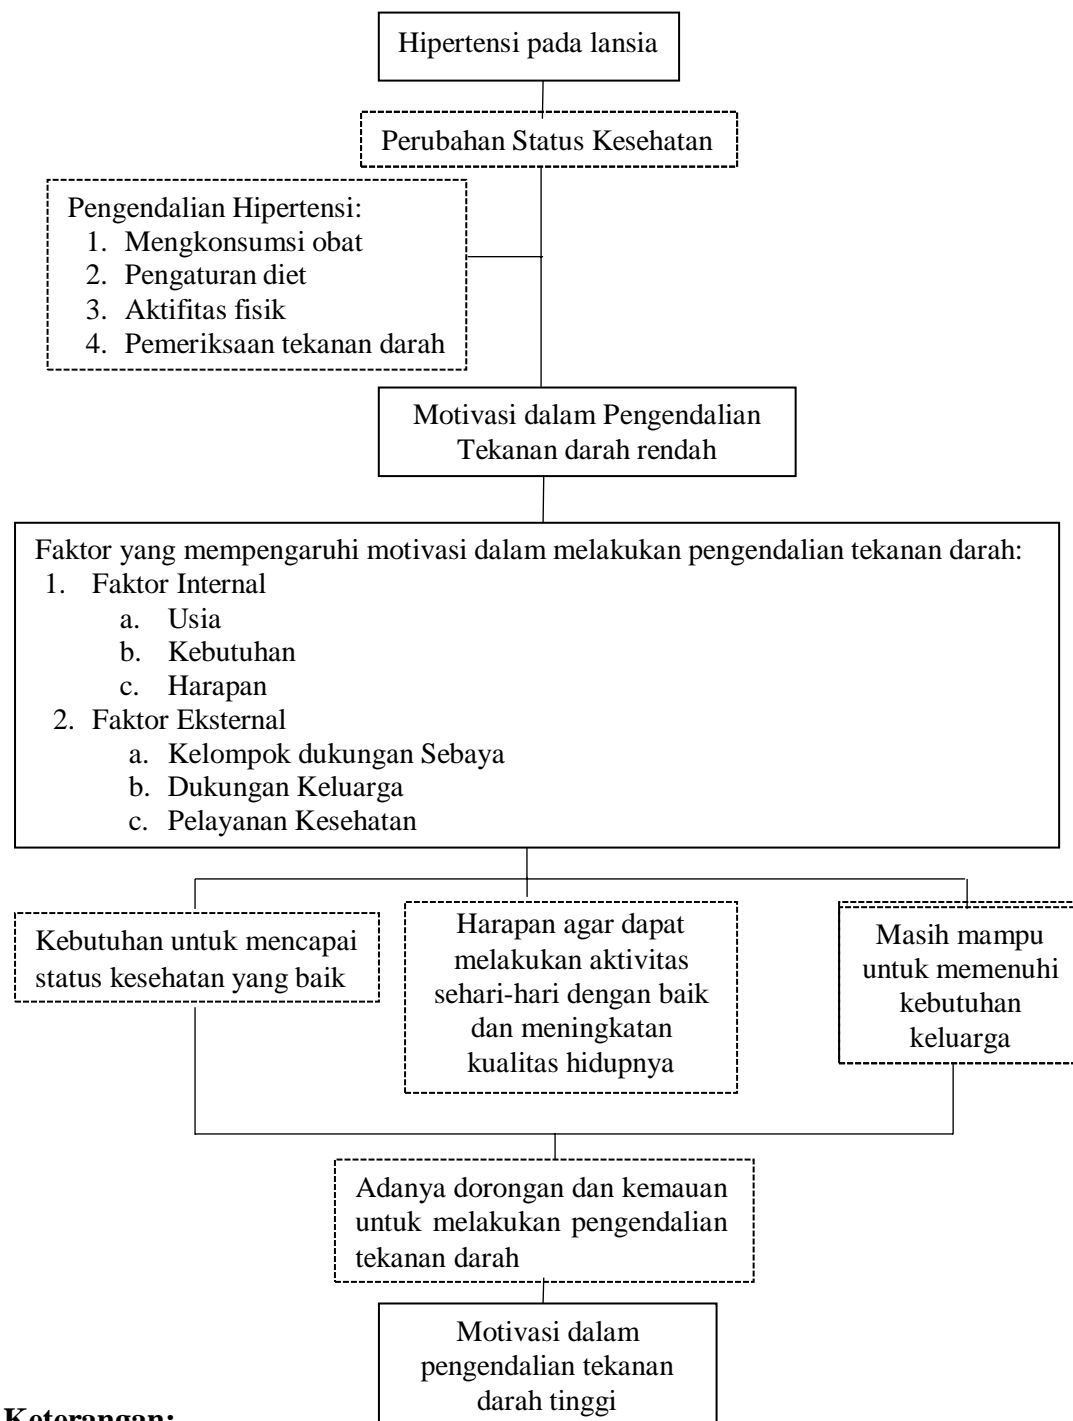 Hipertensi pada lansia
Perubahan Status Kesehatan
Pengendalian Hipertensi:
1. Mengkonsumsi obat
2. Pengaturan diet
3. Aktifitas fisik
4. Pemeriksaan tekanan darah
Motivasi dalam Pengendalian
Tekanan darah rendah
Faktor yang mempengaruhi motivasi dalam melakukan pengendalian tekanan darah:
1. Faktor Internal
a. Usia
b. Kebutuhan
c. Harapan
2. Faktor Eksternal
a. Kelompok dukungan Sebaya
b. Dukungan Keluarga
c. Pelayanan Kesehatan
Kebutuhan untuk mencapai
status kesehatan yang baik
Harapan agar dapat
melakukan aktivitas
sehari-hari dengan baik
dan meningkatan
kualitas hidupnya
Masih mampu
untuk memenuhi
kebutuhan
keluarga
Adanya dorongan dan kemauan
untuk melakukan pengendalian
tekanan darah
Motivasi dalam
pengendalian tekanan
darah tinggi
Keterangan: